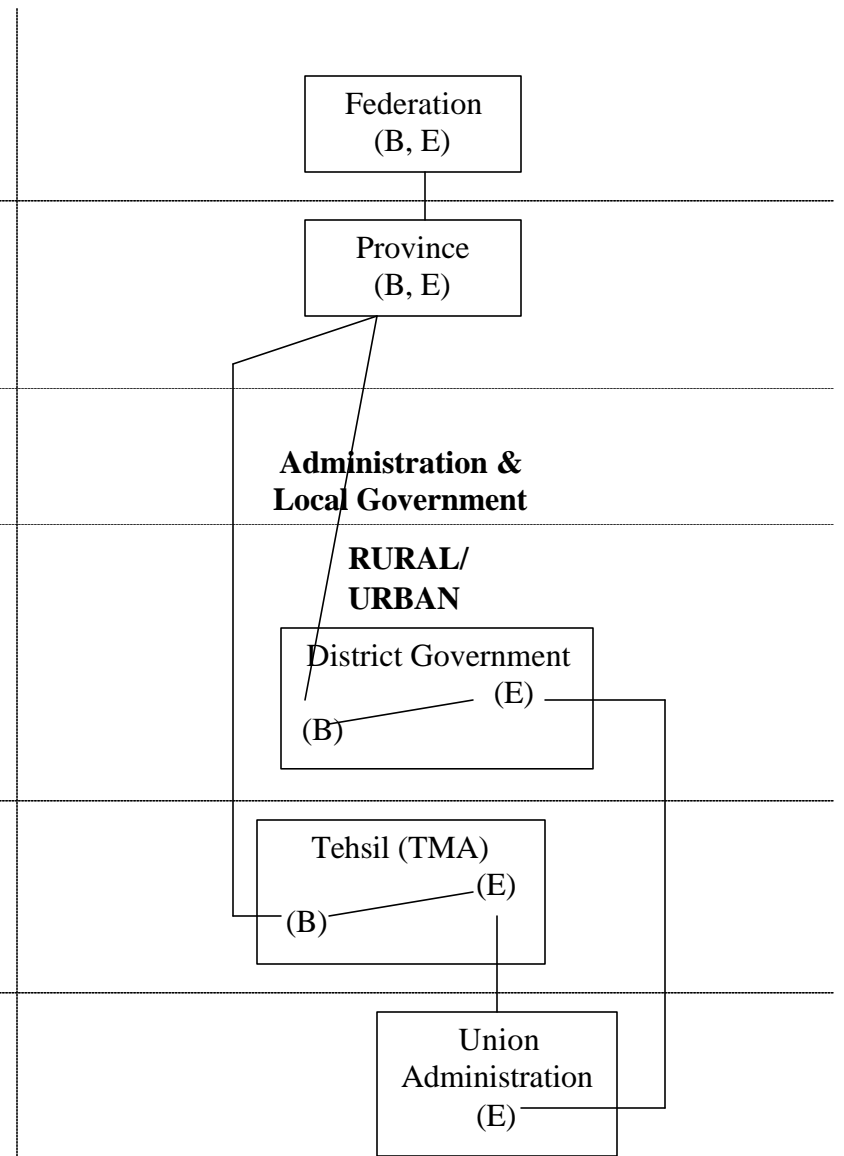 Federation
(B, E)
Province
(B, E)
Administration &
Local Government
RURAL/
URBAN
District Government
(E)
(B)
Tehsil (TMA)
(E)
(B)
Union
Administration
(E)